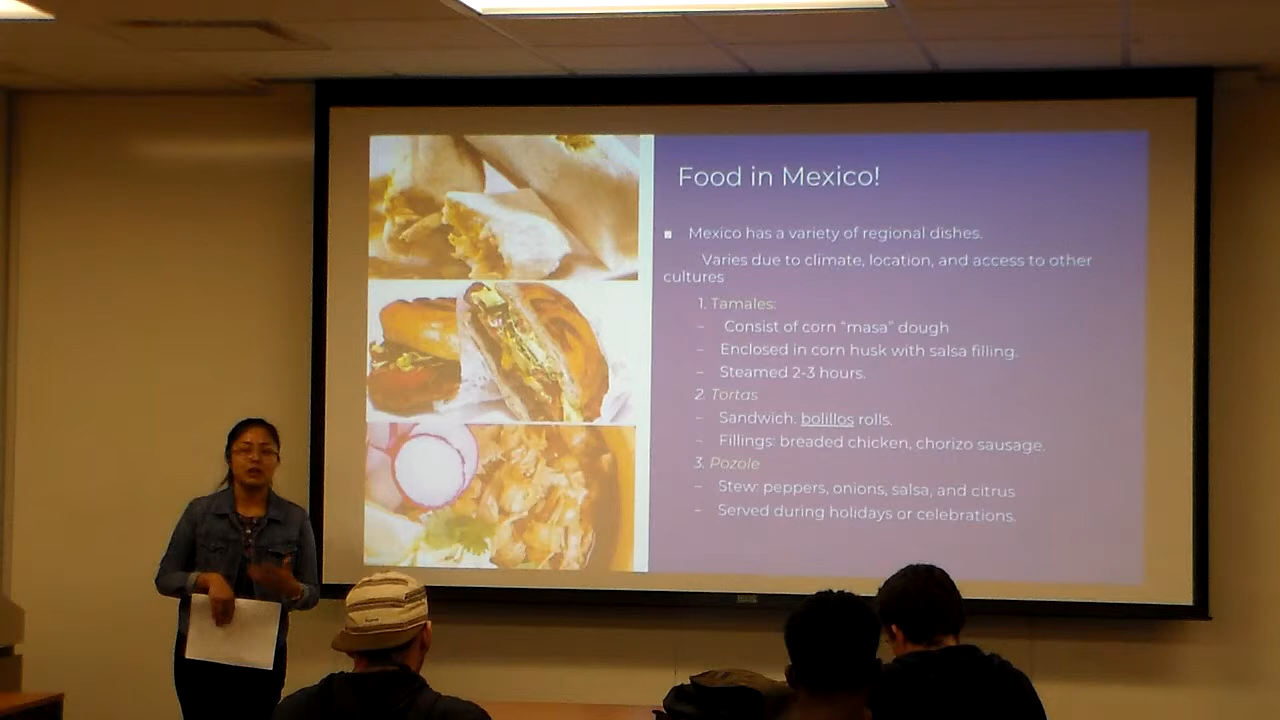 Food in Mexico!
Mexico has a variety of regional dishes.
Varies due to climate, location, and access to other
cultures
1. Tamales:
– Consist of corn "masa" dough
– Enclosed in corn husk with salsa filling.
– Steamed 2-3 hours.
2. Tortas
– Sandwich. bolillos rolls.
– Fillings: breaded chicken, chorizo sausage.
3. Pozole
– Stew: peppers, onions, salsa, and citrus
– Served during holidays or celebrations.